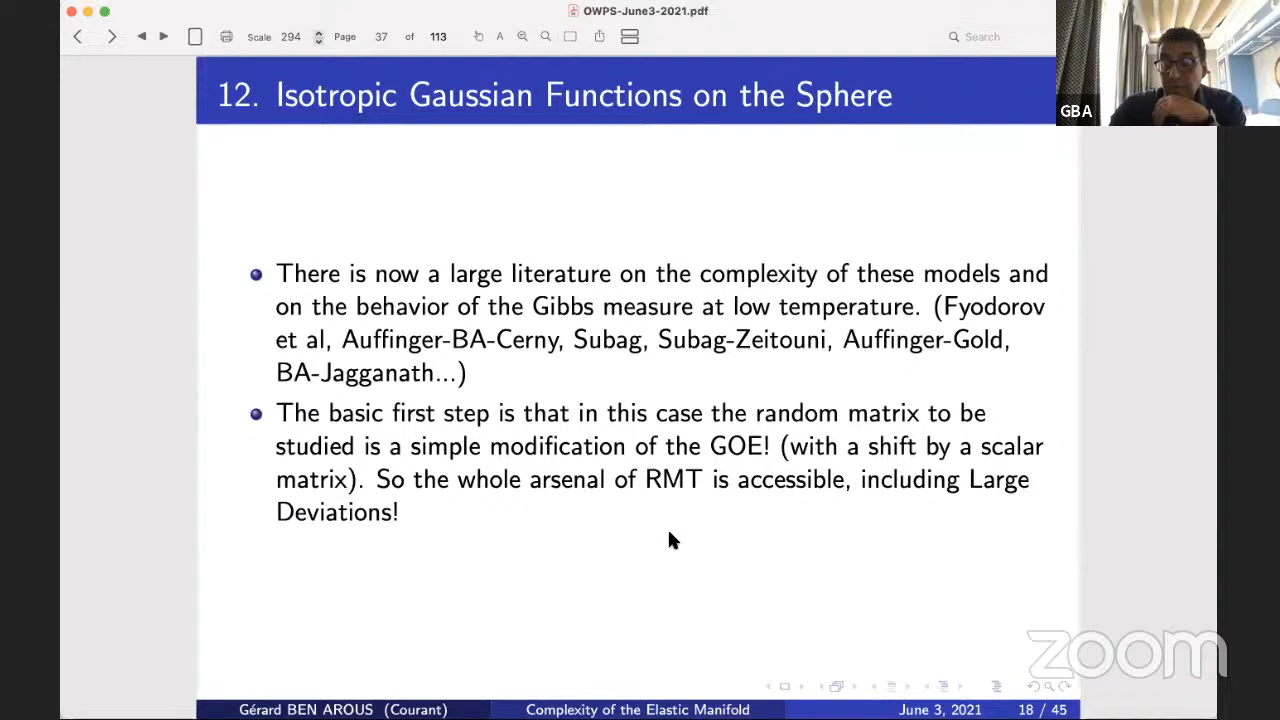 OWPS-June3-2021.pdf
Scale 294 Page 37 of 113 A Search
12. Isotropic Gaussian Functions on the Sphere
GBA
There is now a large literature on the complexity of these models and
on the behavior of the Gibbs measure at low temperature. (Fyodorov
et al, Auffinger-BA-Cerny, Subag, Subag-Zeitouni, Auffinger-Gold,
BA-Jagganath...)
The basic first step is that in this case the random matrix to be
studied is a simple modification of the GOE! (with a shift by a scalar
matrix). So the whole arsenal of RMT is accessible, including Large
Deviations!
zoom
Gérard BEN AROUS (Courant) Complexity of the Elastic Manifold June 3, 2021 18 / 45